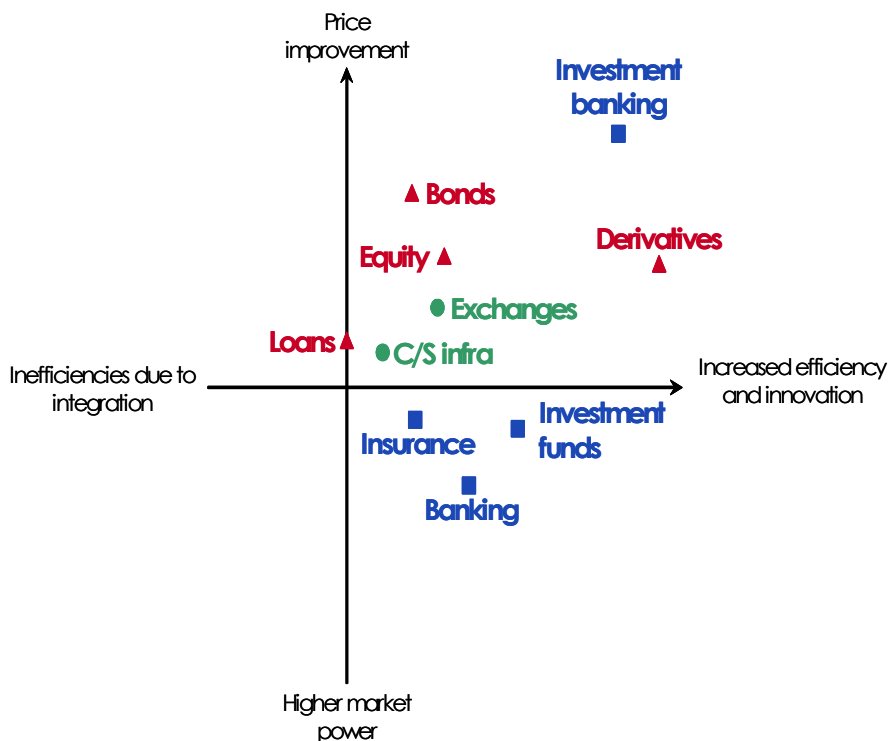 Price
improvement
Investment
banking
Bonds
Derivatives
Equity
Exchanges
Loans
C/S infra
Inefficiencies due to
integration
Increased efficiency
and innovation
Investment
funds
Insurance
Banking
Higher market
power